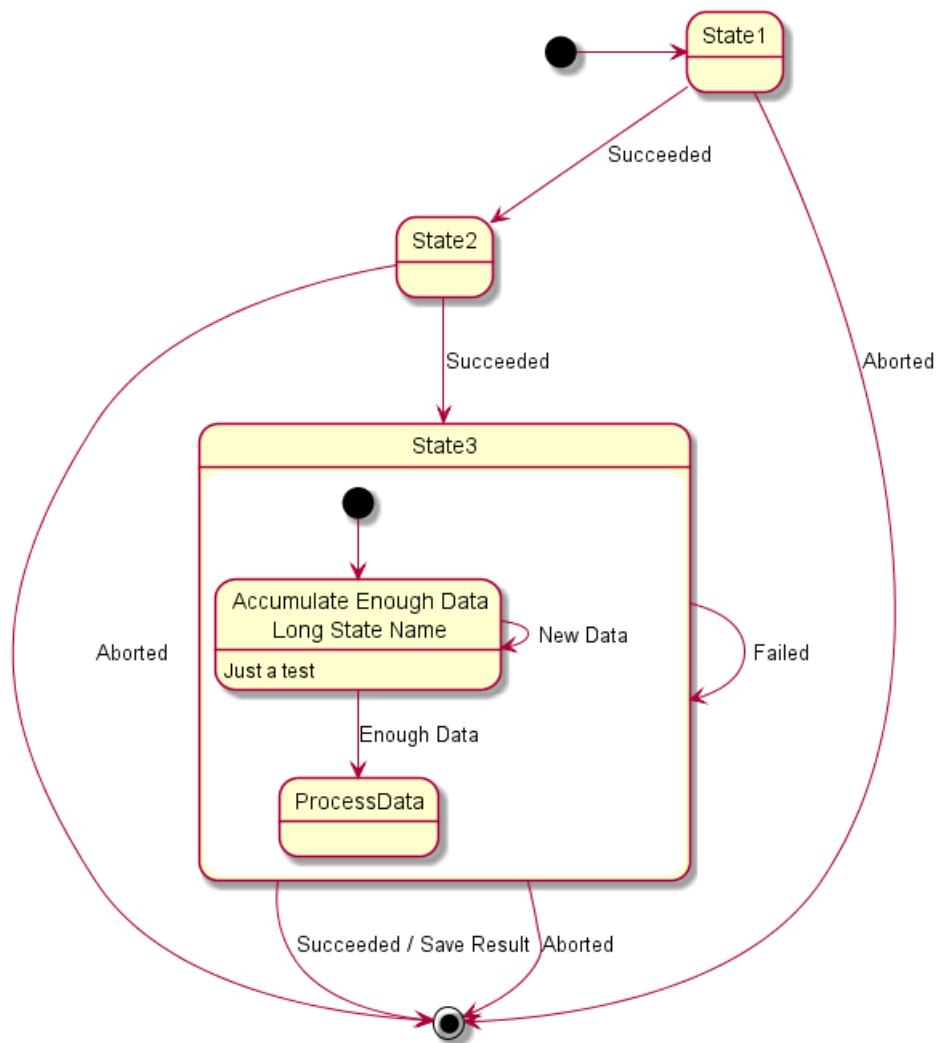 State1
Succeeded
State2
Succeeded
Aborted
State3
Accumulate Enough Data
Long State Name
New Data
Just a test
Aborted
Failed
Enough Data
ProcessData
Succeeded / Save Result
Aborted